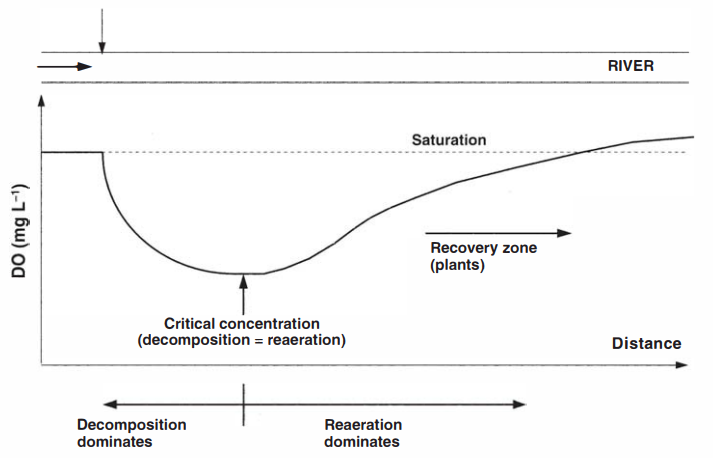 RIVER
Saturation
DO (mg L⁻¹)
Recovery zone
(plants)
Critical concentration
(decomposition = reaeration)
Distance
Decomposition
dominates
Reaeration
dominates